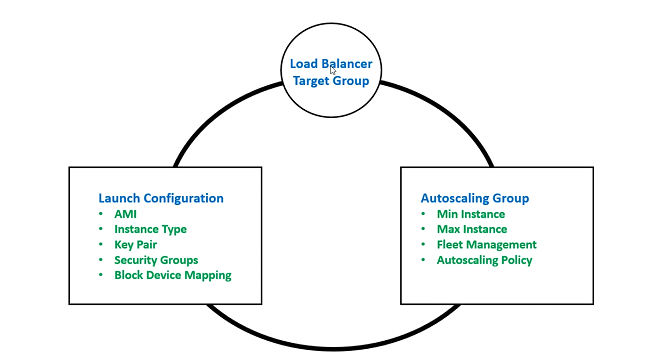 Load Balancer
Target Group
Launch Configuration
• AMI
• Instance Type
• Key Pair
• Security Groups
• Block Device Mapping
Autoscaling Group
• Min Instance
• Max Instance
• Fleet Management
• Autoscaling Policy